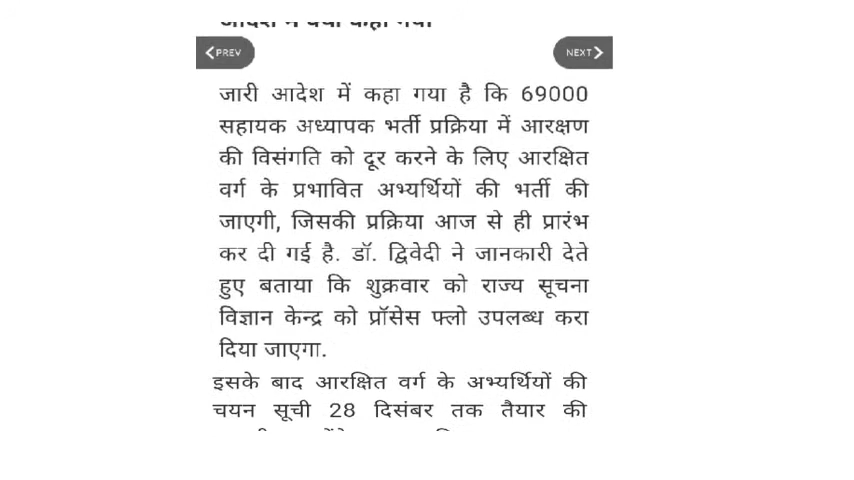 PREV
NEXT
जारी आदेश में कहा गया है कि 69000
सहायक अध्यापक भर्ती प्रक्रिया में आरक्षण
की विसंगति को दूर करने के लिए आरक्षित
वर्ग के प्रभावित अभ्यर्थियों की भर्ती की
जाएगी, जिसकी प्रक्रिया आज से ही प्रारंभ
कर दी गई है. डॉ. द्विवेदी ने जानकारी देते
हुए बताया कि शुक्रवार को राज्य सूचना
विज्ञान केन्द्र को प्रॉसेस फ्लो उपलब्ध करा
दिया जाएगा.
इसके बाद आरक्षित वर्ग के अभ्यर्थियों की
चयन सूची 28 दिसंबर तक तैयार की